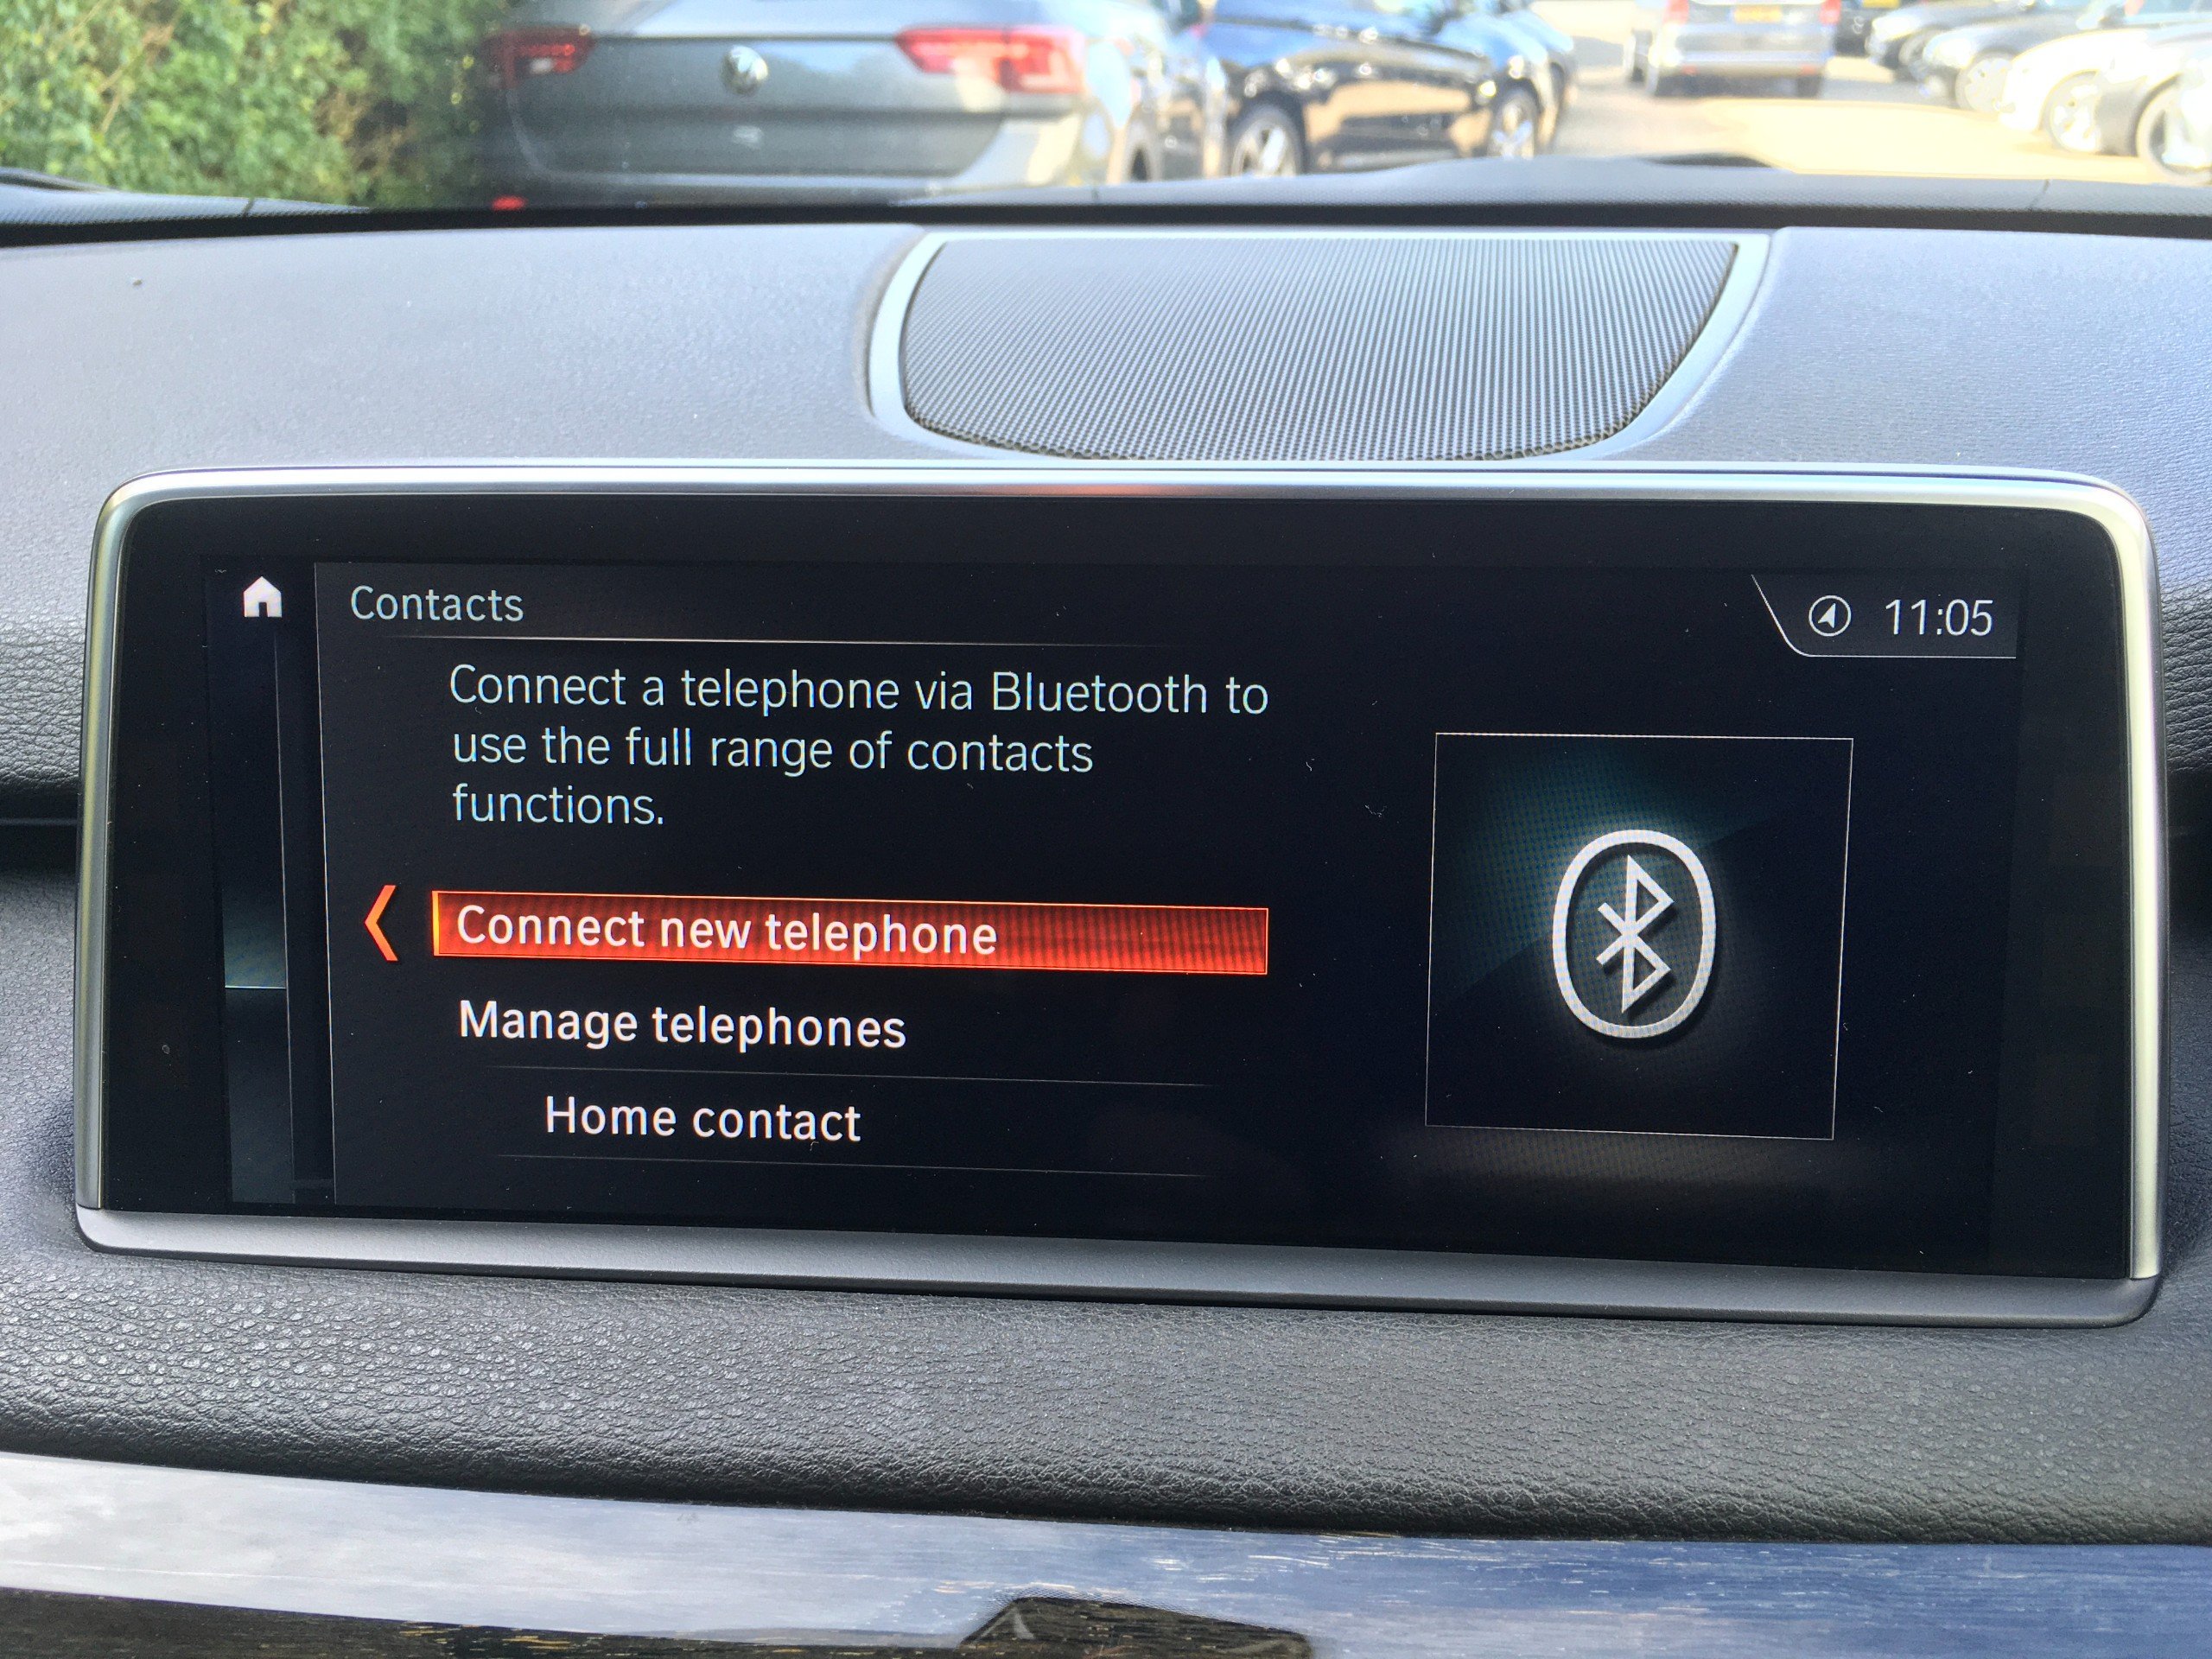 Contacts
11:05
Connect a telephone via Bluetooth to
use the full range of contacts
functions.
Connect new telephone
Manage telephones
Home contact